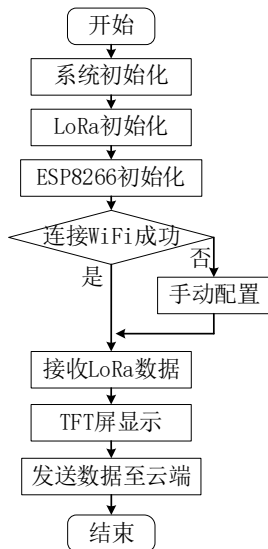 开始
系统初始化
LoRa初始化
ESP8266初始化
连接WiFi成功
否
是
手动配置
接收LoRa数据
TFT屏显示
发送数据至云端
结束